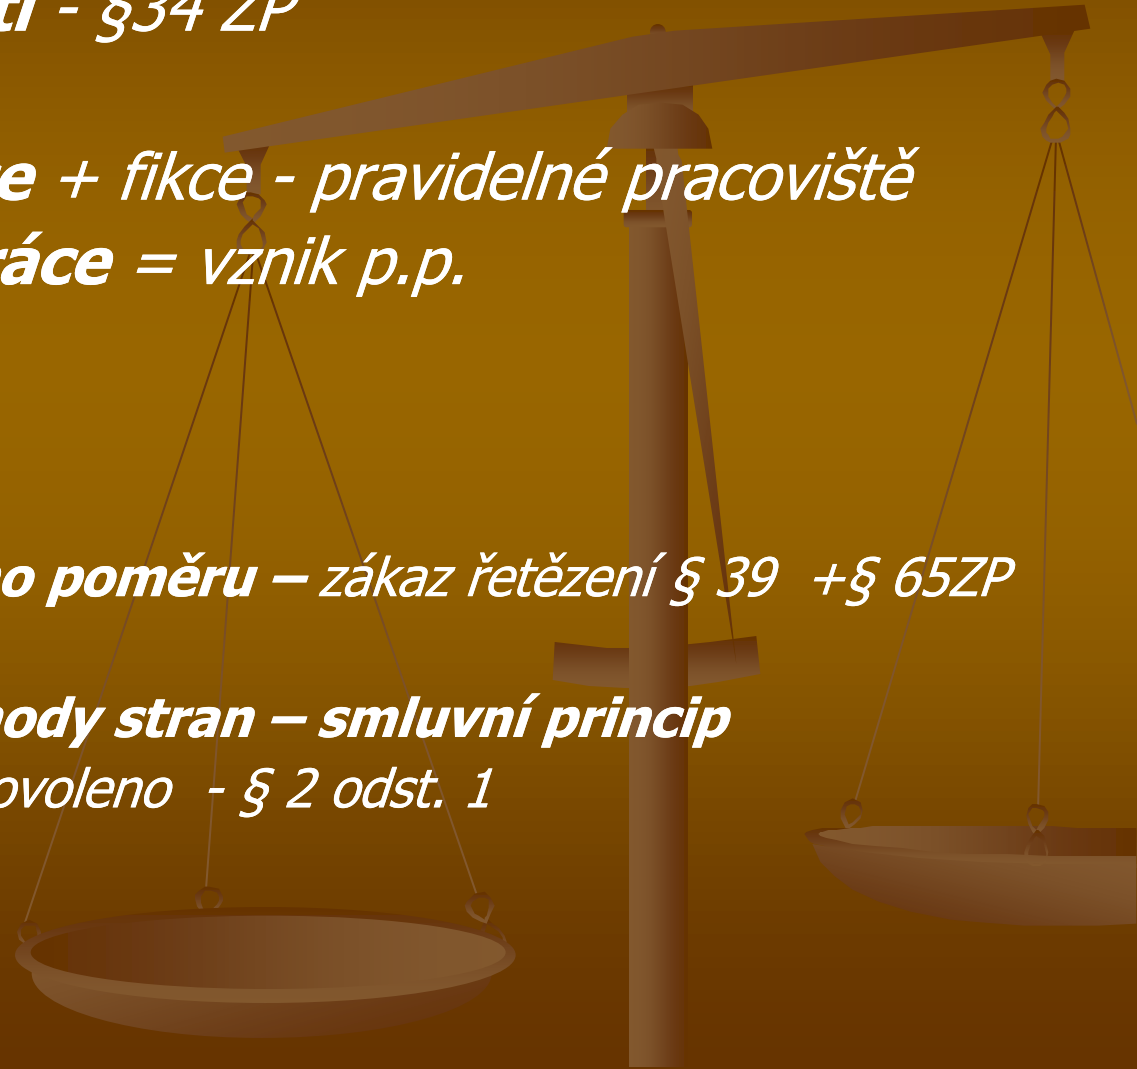 ti - §34 ZP
e + fikce - pravidelné pracoviště
ráce = vznik p.p.
o poměru – zákaz řetězení § 39 +§ 65ZP
ody stran – smluvní princip
ovoleno - § 2 odst. 1